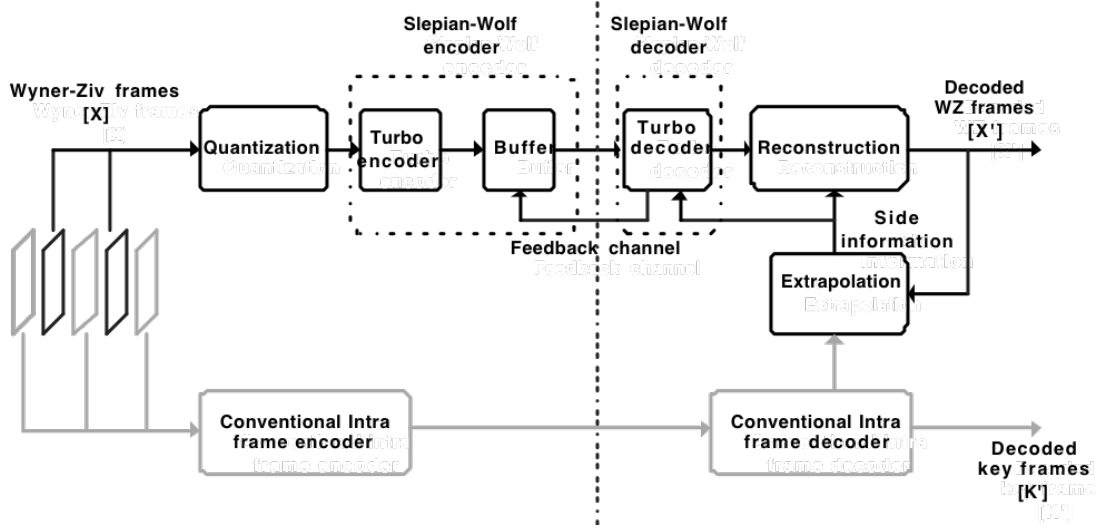 Slepian-Wolf
encoder
Slepian-Wolf
decoder
Wyner-Ziv frames
[X]
Decoded
WZ frames
[X']
Quantization
Turbo
encoder
Buffer
Turbo
decoder
Reconstruction
Feedback channel
Side
information
Extrapolation
Conventional Intra
frame encoder
Conventional Intra
frame decoder
Decoded
key frames
[K']